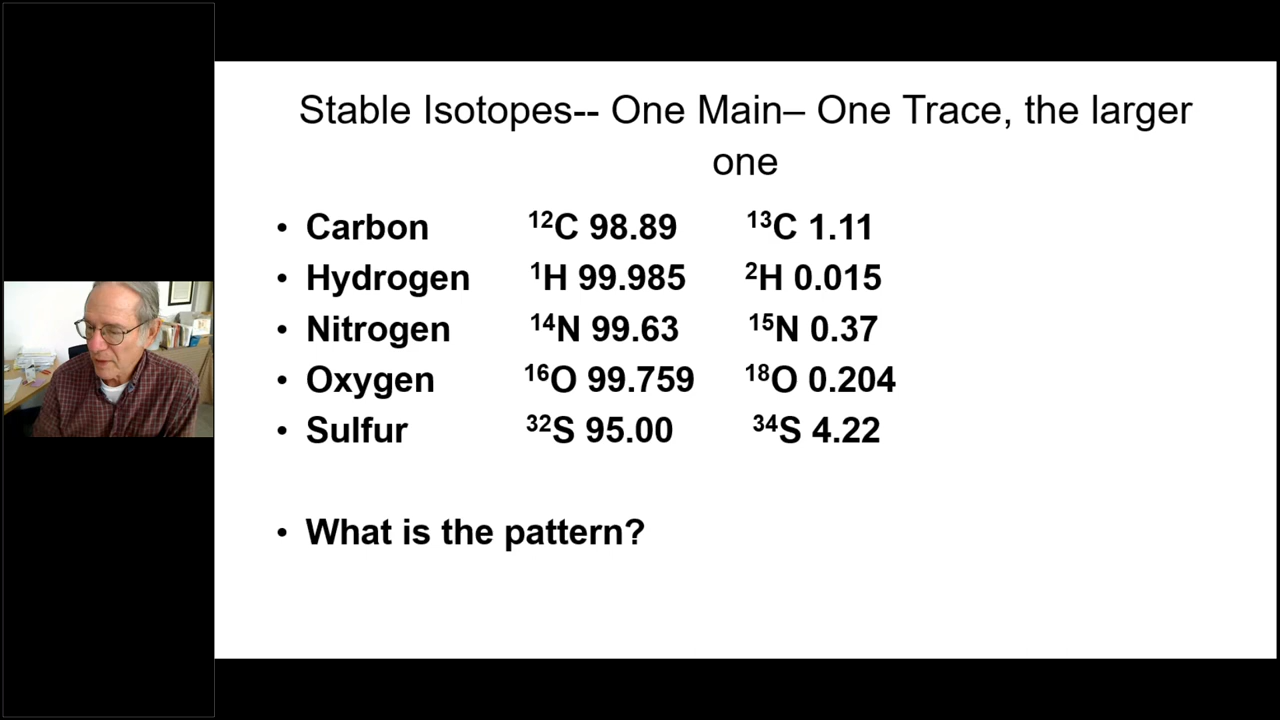 Stable Isotopes-- One Main– One Trace, the larger
one
• Carbon ¹²C 98.89 ¹³C 1.11
• Hydrogen ¹H 99.985 ²H 0.015
• Nitrogen ¹⁴N 99.63 ¹⁵N 0.37
• Oxygen ¹⁶O 99.759 ¹⁸O 0.204
• Sulfur ³²S 95.00 ³⁴S 4.22
• What is the pattern?